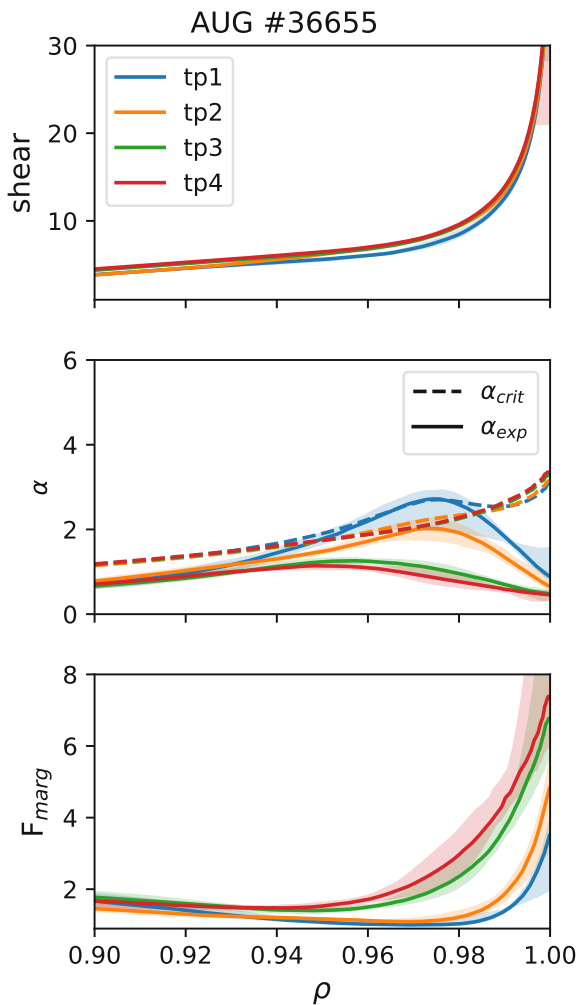 AUG #36655
30
20
10
shear
tp1
tp2
tp3
tp4
6
4
2
0
α
α_crit
α_exp
8
6
4
2
F_marg
0.90 0.92 0.94 0.96 0.98 1.00
ρ